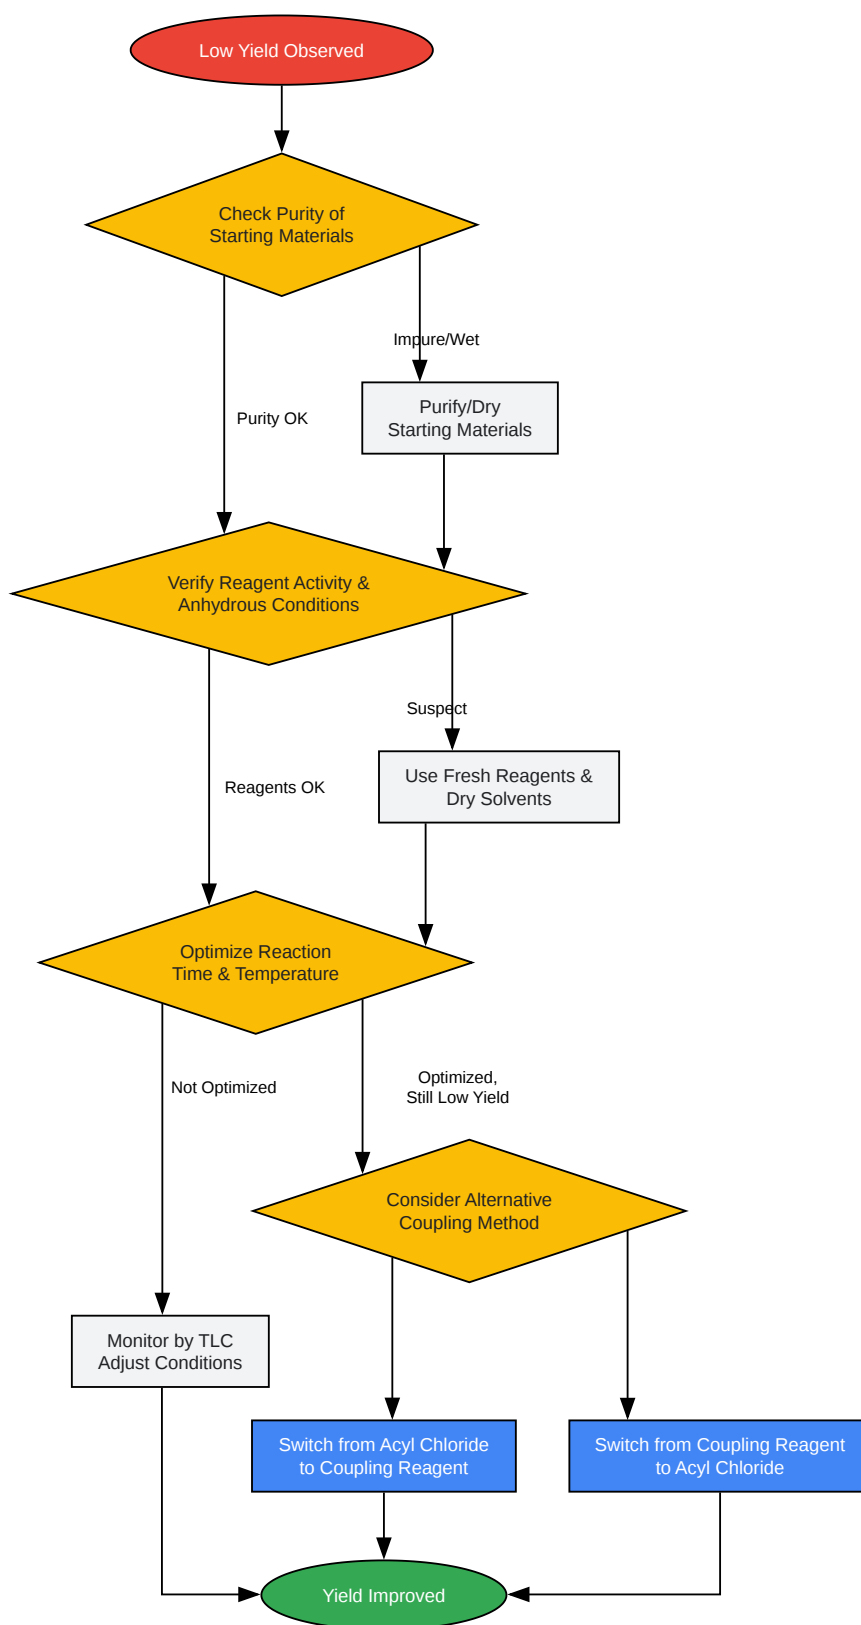 Low Yield Observed
Check Purity of
Starting Materials
Impure/Wet
Purify/Dry
Starting Materials
Purity OK
Verify Reagent Activity &
Anhydrous Conditions
Suspect
Use Fresh Reagents &
Dry Solvents
Reagents OK
Optimize Reaction
Time & Temperature
Not Optimized
Optimized,
Still Low Yield
Consider Alternative
Coupling Method
Monitor by TLC
Adjust Conditions
Switch from Acyl Chloride
to Coupling Reagent
Switch from Coupling Reagent
to Acyl Chloride
Yield Improved